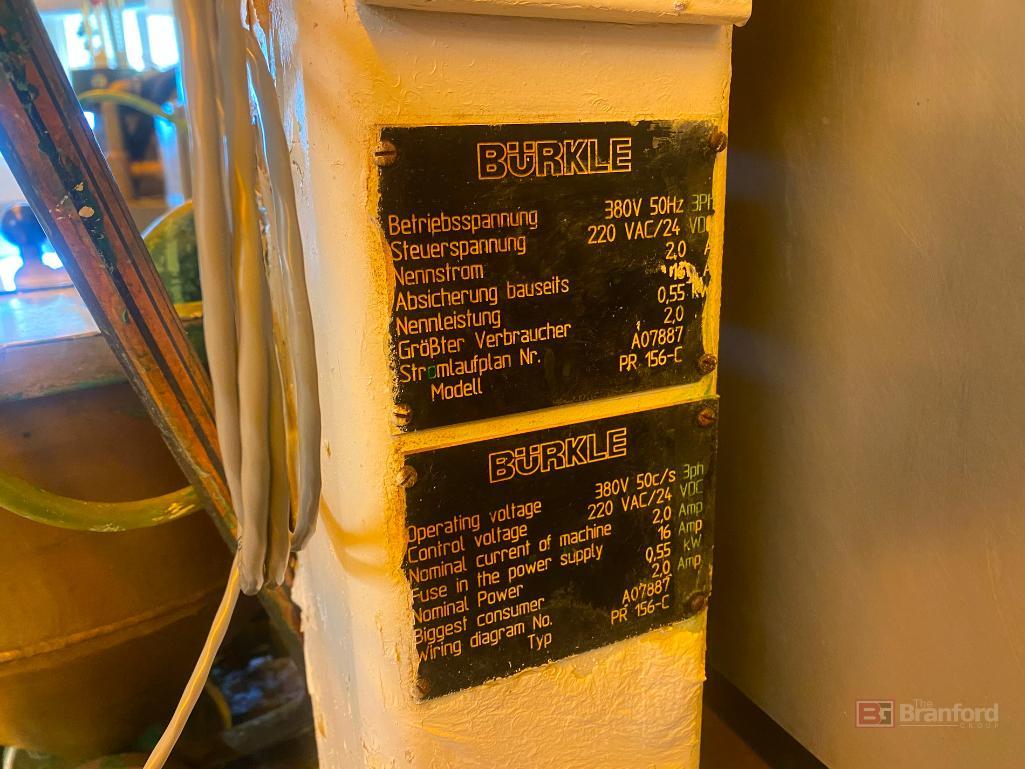 BÜRKLE
Betriebsspannung 380V 50Hz 3Ph
Steuerspannung 220 VAC/24 VDC
Nennstrom 2,0 A
Absicherung bauseits 16 A
Nennleistung 0,55 kW
Größter Verbraucher 2,0
Stromlaufplan Nr. A07887
Modell PR 156-C
BÜRKLE
Operating voltage 380V 50c/s 3ph
Control voltage 220 VAC/24 VDC
Nominal current of machine 2,0 Amp
Fuse in the power supply 16 Amp
Nominal Power 0,55 kW
Biggest consumer 2,0 Amp
Wiring diagram No. A07887
Typ PR 156-C
BG The Branford GROUP